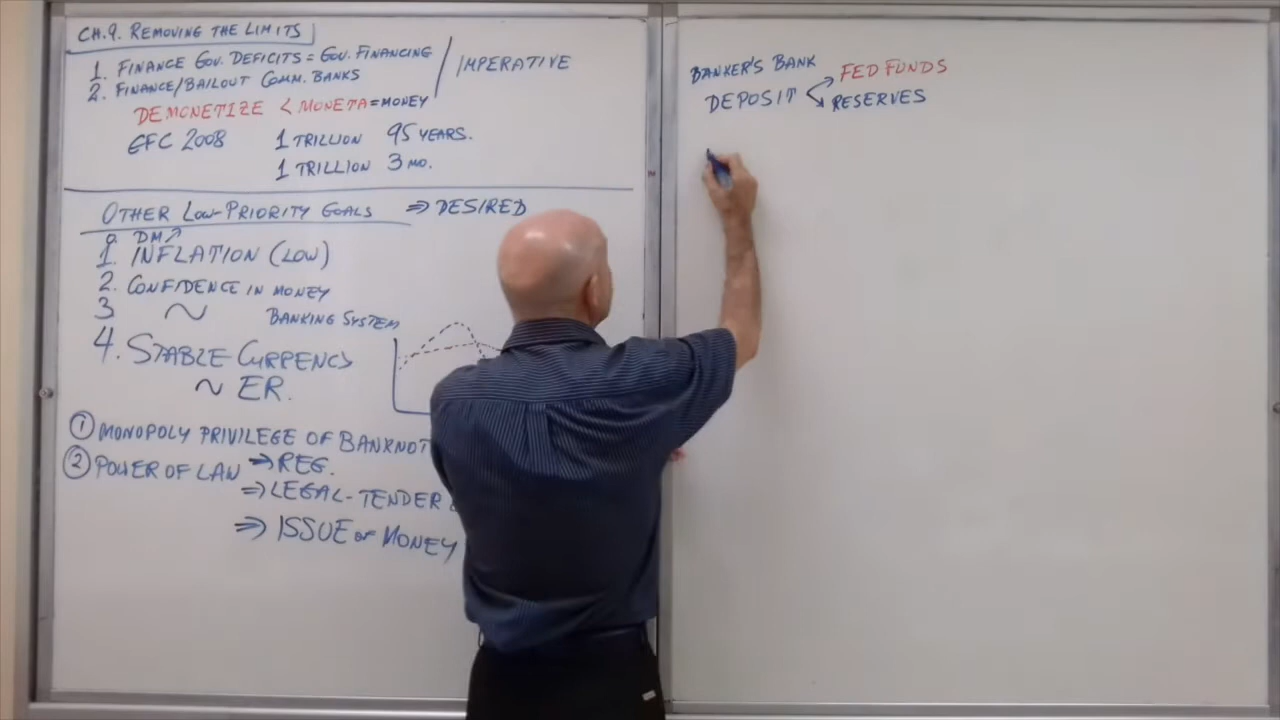 CH.9. REMOVING THE LIMITS
1. FINANCE GOV. DEFICITS = GOV. FINANCING
2. FINANCE/BAILOUT COMM. BANKS
IMPERATIVE
DEMONETIZE < MONETA = MONEY
GFC 2008 1 TRILLION 95 YEARS.
1 TRILLION 3 MO.
OTHER LOW-PRIORITY GOALS ⇒ DESIRED
0. DM↗
1. INFLATION (LOW)
2. CONFIDENCE IN MONEY
3 ~ BANKING SYSTEM
4. STABLE CURRENCY
~ ER.
① MONOPOLY PRIVILEGE OF BANKNOT
② POWER OF LAW ⇒ REG.
⇒ LEGAL-TENDER
⇒ ISSUE OF MONEY
BANKER'S BANK
FED FUNDS
DEPOSIT
RESERVES